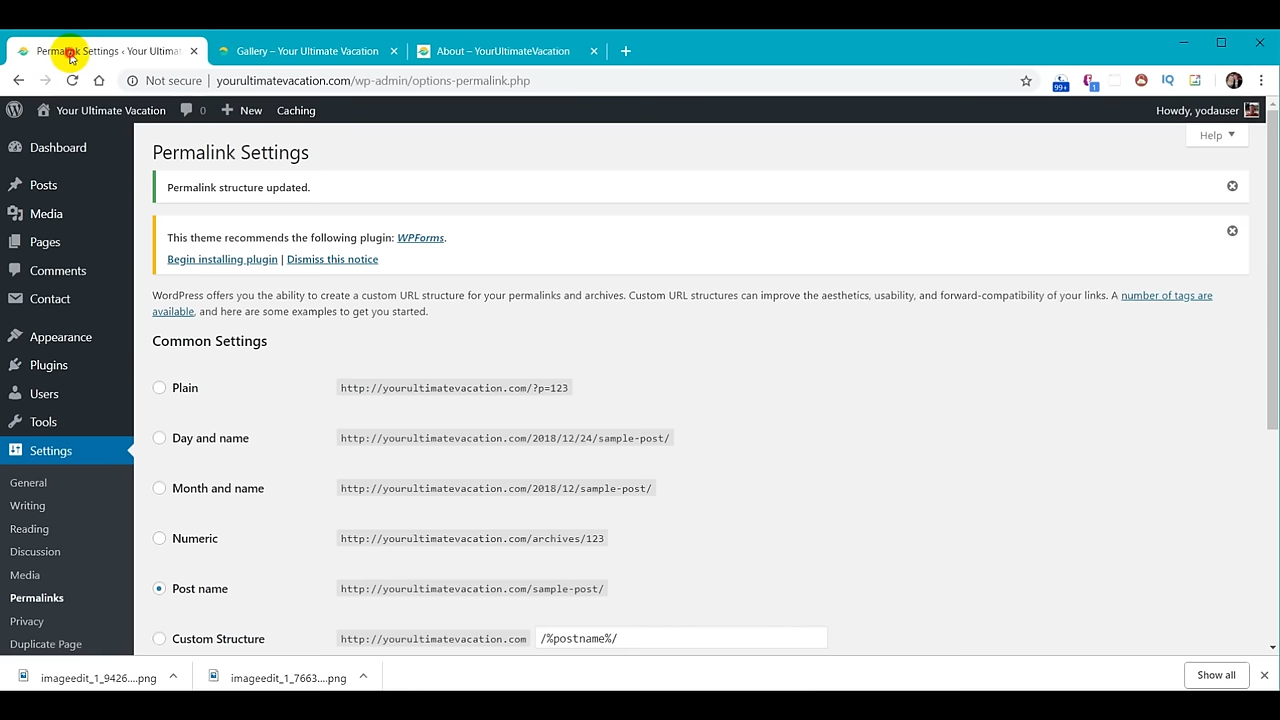 Permalink Settings ‹ Your Ultima
Gallery – Your Ultimate Vacation
About – YourUltimateVacation
Not secure
yourultimatevacation.com/wp-admin/options-permalink.php
99+
1
IQ
Your Ultimate Vacation
0
New
Caching
Howdy, yodauser
Help
Dashboard
Posts
Media
Pages
Comments
Contact
Appearance
Plugins
Users
Tools
Settings
General
Writing
Reading
Discussion
Media
Permalinks
Privacy
Duplicate Page
Permalink Settings
Permalink structure updated.
This theme recommends the following plugin: WPForms.
Begin installing plugin | Dismiss this notice
WordPress offers you the ability to create a custom URL structure for your permalinks and archives. Custom URL structures can improve the aesthetics, usability, and forward-compatibility of your links. A number of tags are
available, and here are some examples to get you started.
Common Settings
Plain http://yourultimatevacation.com/?p=123
Day and name http://yourultimatevacation.com/2018/12/24/sample-post/
Month and name http://yourultimatevacation.com/2018/12/sample-post/
Numeric http://yourultimatevacation.com/archives/123
Post name http://yourultimatevacation.com/sample-post/
Custom Structure http://yourultimatevacation.com /%postname%/
imageedit_1_9426....png
imageedit_1_7663....png
Show all